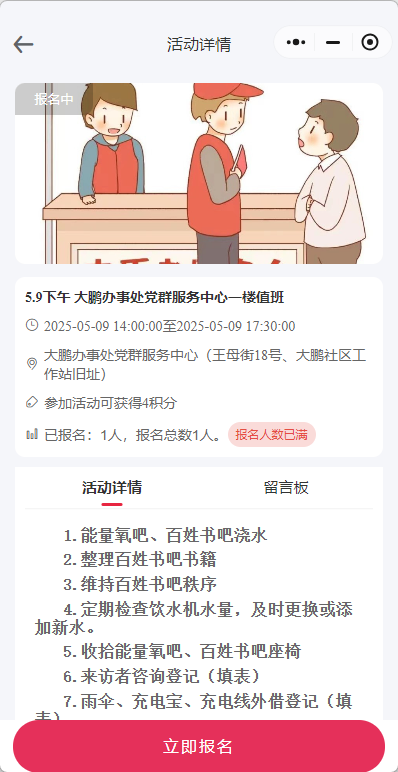 活动详情
报名中
5.9下午 大鹏办事处党群服务中心一楼值班
2025-05-09 14:00:00至2025-05-09 17:30:00
大鹏办事处党群服务中心（王母街18号、大鹏社区工
作站旧址）
参加活动可获得4积分
已报名：1人，报名总数1人。 报名人数已满
活动详情 留言板
1.能量氧吧、百姓书吧浇水
2.整理百姓书吧书籍
3.维持百姓书吧秩序
4.定期检查饮水机水量，及时更换或添
加新水。
5.收拾能量氧吧、百姓书吧座椅
6.来访者咨询登记（填表）
7.雨伞、充电宝、充电线外借登记（填
表）
立即报名